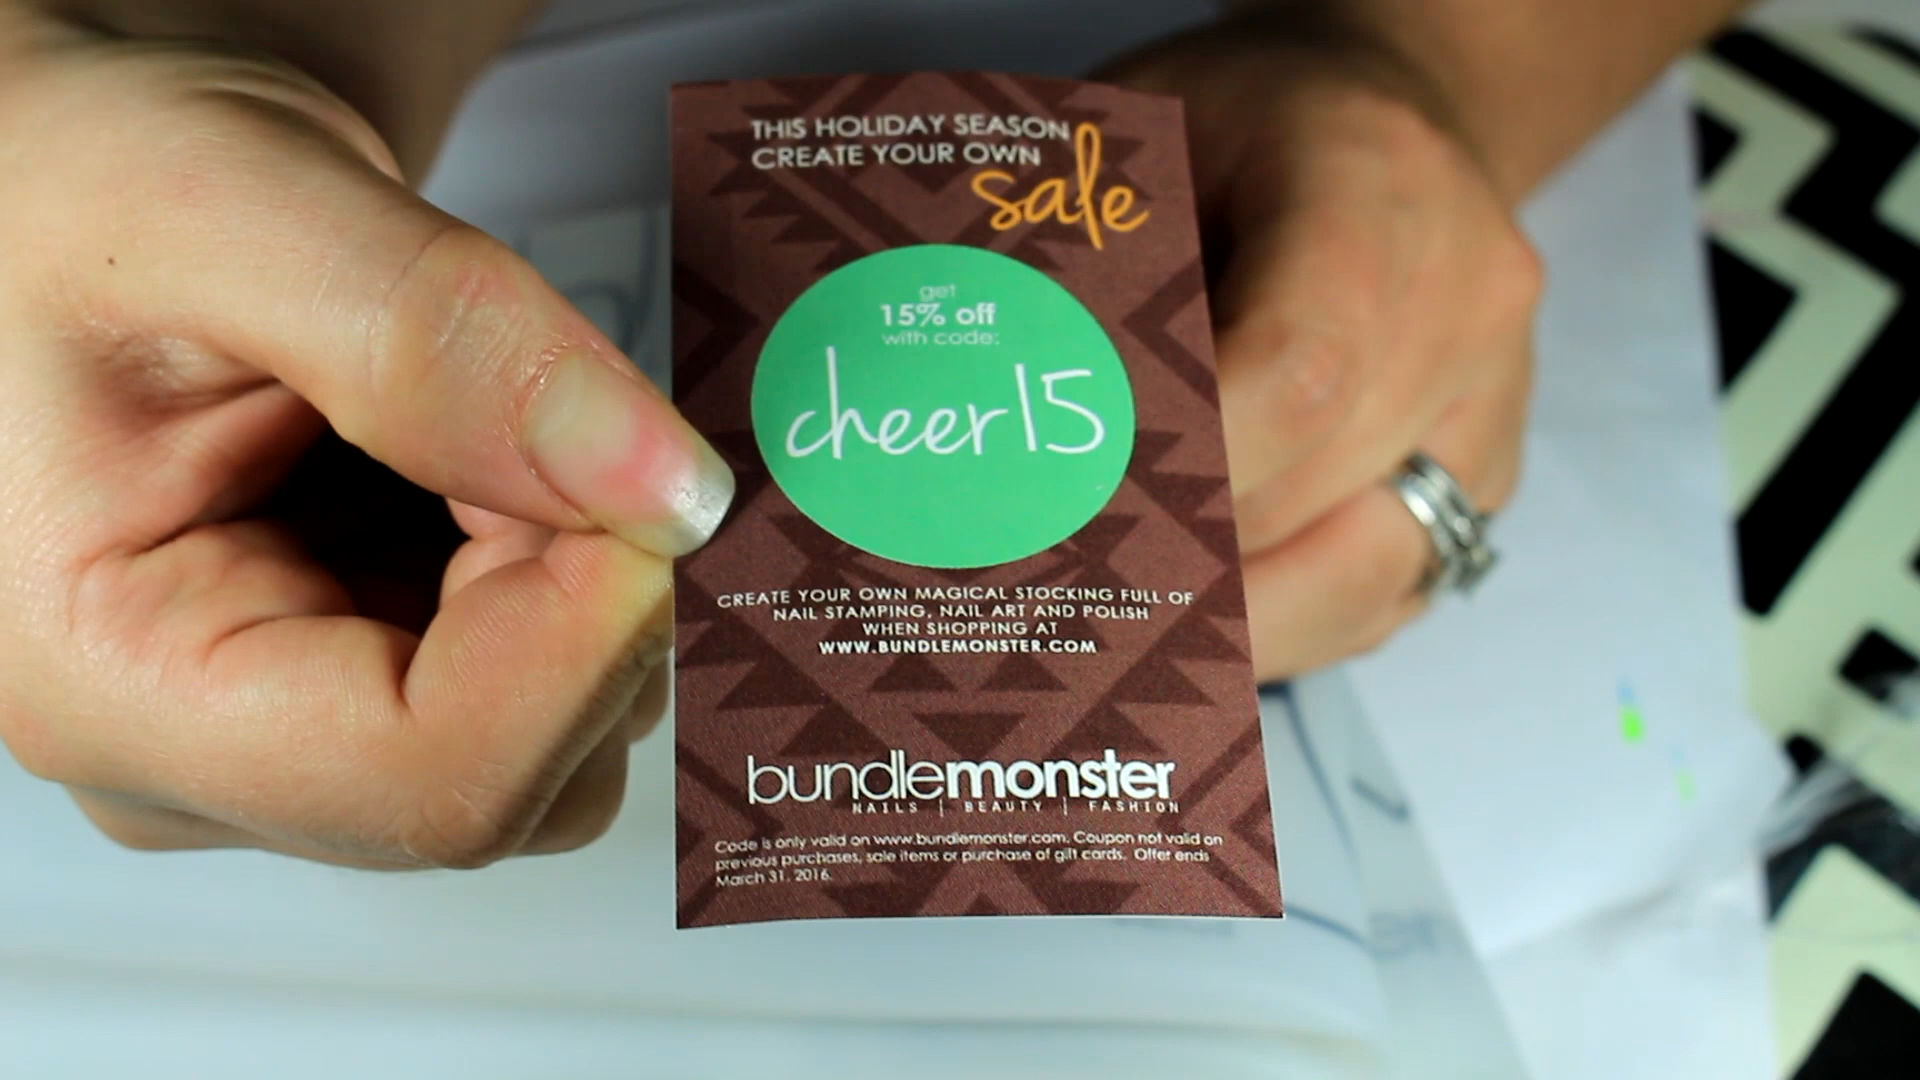 THIS HOLIDAY SEASON
CREATE YOUR OWN
sale
get
15% off
with code:
cheer15
CREATE YOUR OWN MAGICAL STOCKING FULL OF
NAIL STAMPING, NAIL ART AND POLISH
WHEN SHOPPING AT
WWW.BUNDLEMONSTER.COM
bundlemonster
NAILS | BEAUTY | FASHION
Code is only valid on www.bundlemonster.com. Coupon not valid on
previous purchases, sale items or purchase of gift cards. Offer ends
March 31, 2016.